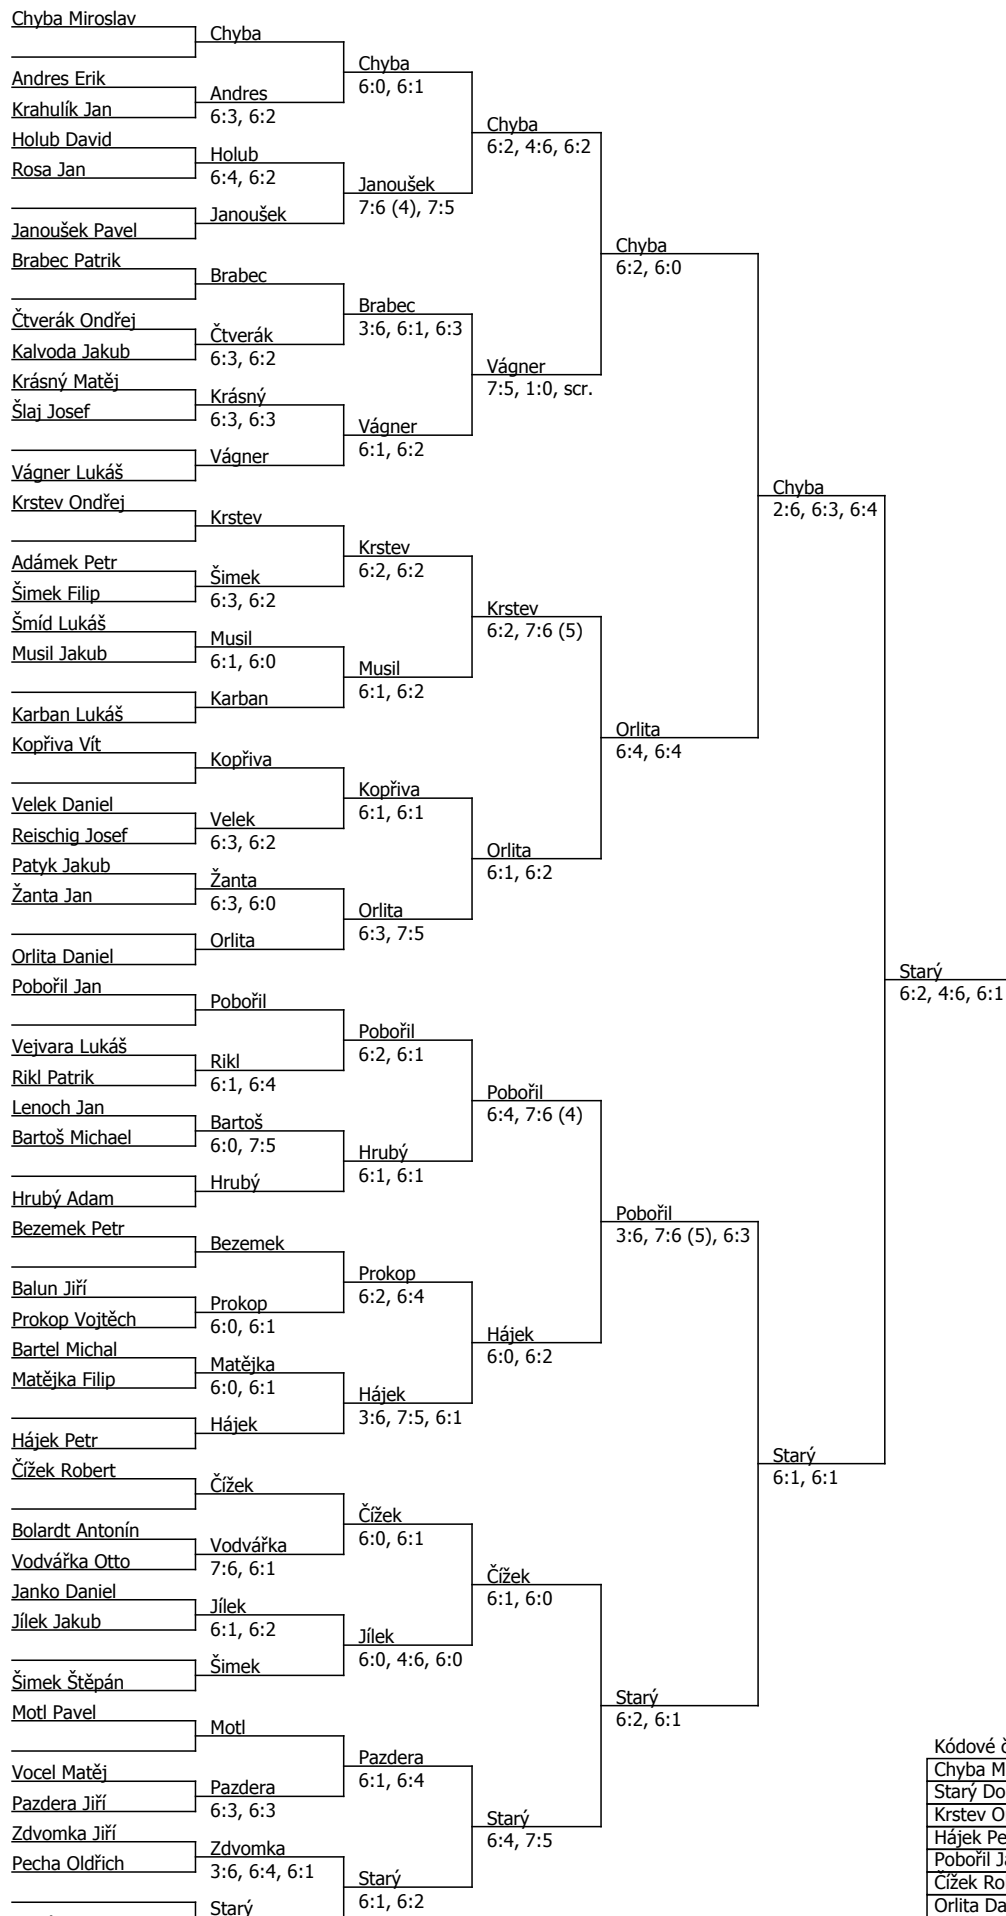 Chyba Miroslav
Chyba
Chyba
6:0, 6:1
Andres Erik
Andres
6:3, 6:2
Krahulík Jan
Chyba
6:2, 4:6, 6:2
Holub David
Holub
6:4, 6:2
Rosa Jan
Janoušek
7:6 (4), 7:5
Janoušek
Janoušek Pavel
Chyba
6:2, 6:0
Brabec Patrik
Brabec
Brabec
3:6, 6:1, 6:3
Čtverák Ondřej
Čtverák
6:3, 6:2
Kalvoda Jakub
Vágner
7:5, 1:0, scr.
Krásný Matěj
Krásný
6:3, 6:3
Šlaj Josef
Vágner
6:1, 6:2
Vágner
Vágner Lukáš
Chyba
2:6, 6:3, 6:4
Krstev Ondřej
Krstev
Krstev
6:2, 6:2
Adámek Petr
Šimek
6:3, 6:2
Šimek Filip
Krstev
6:2, 7:6 (5)
Šmíd Lukáš
Musil
6:1, 6:0
Musil Jakub
Musil
6:1, 6:2
Karban
Karban Lukáš
Orlita
6:4, 6:4
Kopřiva Vít
Kopřiva
Kopřiva
6:1, 6:1
Velek Daniel
Velek
6:3, 6:2
Reischig Josef
Orlita
6:1, 6:2
Patyk Jakub
Žanta
6:3, 6:0
Žanta Jan
Orlita
6:3, 7:5
Orlita
Orlita Daniel
Starý
6:2, 4:6, 6:1
Pobořil Jan
Pobořil
Pobořil
6:2, 6:1
Vejvara Lukáš
Rikl
6:1, 6:4
Rikl Patrik
Pobořil
6:4, 7:6 (4)
Lenoch Jan
Bartoš
6:0, 7:5
Bartoš Michael
Hrubý
6:1, 6:1
Hrubý
Hrubý Adam
Pobořil
3:6, 7:6 (5), 6:3
Bezemek Petr
Bezemek
Prokop
6:2, 6:4
Balun Jiří
Prokop
6:0, 6:1
Prokop Vojtěch
Hájek
6:0, 6:2
Bartel Michal
Matějka
6:0, 6:1
Matějka Filip
Hájek
3:6, 7:5, 6:1
Hájek
Hájek Petr
Starý
6:1, 6:1
Čížek Robert
Čížek
Čížek
6:0, 6:1
Bolardt Antonín
Vodvářka
7:6, 6:1
Vodvářka Otto
Čížek
6:1, 6:0
Janko Daniel
Jílek
6:1, 6:2
Jílek Jakub
Jílek
6:0, 4:6, 6:0
Šimek
Šimek Štěpán
Starý
6:2, 6:1
Motl Pavel
Motl
Pazdera
6:1, 6:4
Vocel Matěj
Pazdera
6:3, 6:3
Pazdera Jiří
Starý
6:4, 7:5
Zdvomka Jiří
Zdvomka
3:6, 6:4, 6:1
Pecha Oldřich
Starý
6:1, 6:2
Starý
Kódové č
Chyba M
Starý Do
Krstev O
Hájek Pe
Pobořil Ja
Čížek Ro
Orlita Da